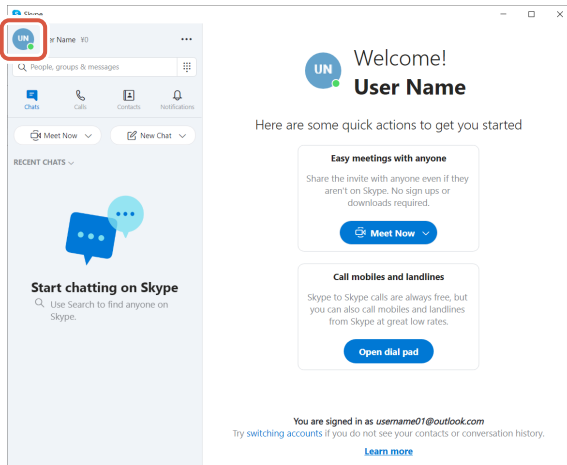 Skype
UN
er Name ¥0
People, groups & messages
Chats
Calls
Contacts
Notifications
Meet Now
New Chat
RECENT CHATS
Start chatting on Skype
Use Search to find anyone on
Skype.
UN
Welcome!
User Name
Here are some quick actions to get you started
Easy meetings with anyone
Share the invite with anyone even if they
aren't on Skype. No sign ups or
downloads required.
Meet Now
Call mobiles and landlines
Skype to Skype calls are always free, but
you can also call mobiles and landlines
from Skype at great low rates.
Open dial pad
You are signed in as username01@outlook.com
Try switching accounts if you do not see your contacts or conversation history.
Learn more